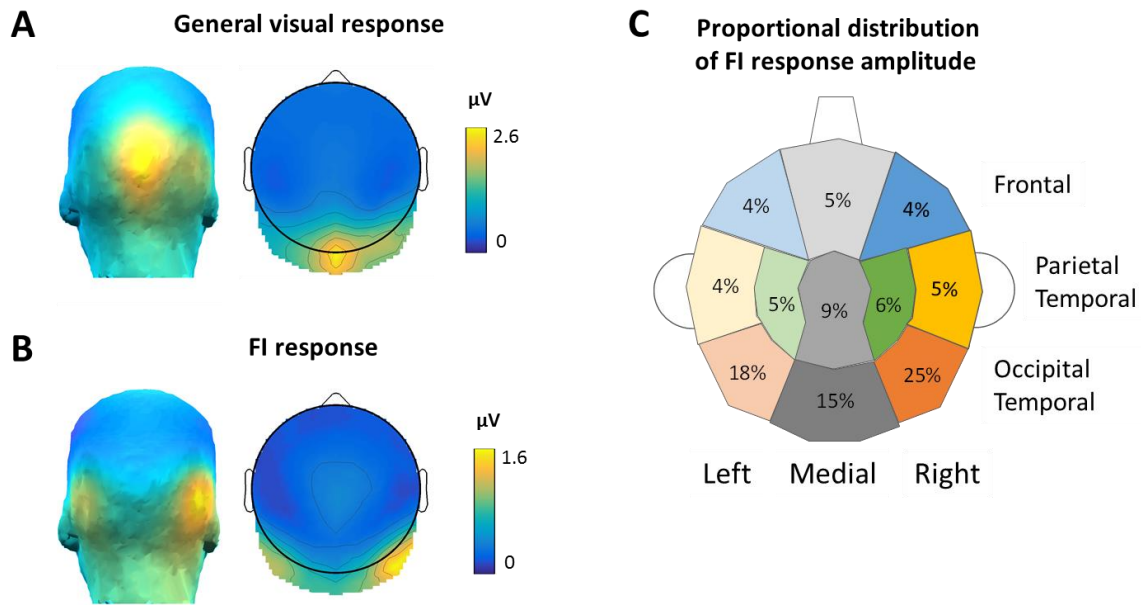 A
General visual response
µV
2.6
0
B
FI response
µV
1.6
0
C
Proportional distribution
of FI response amplitude
4%
5%
4%
Frontal
4%
5%
9%
6%
5%
Parietal
Temporal
18%
15%
25%
Occipital
Temporal
Left
Medial
Right